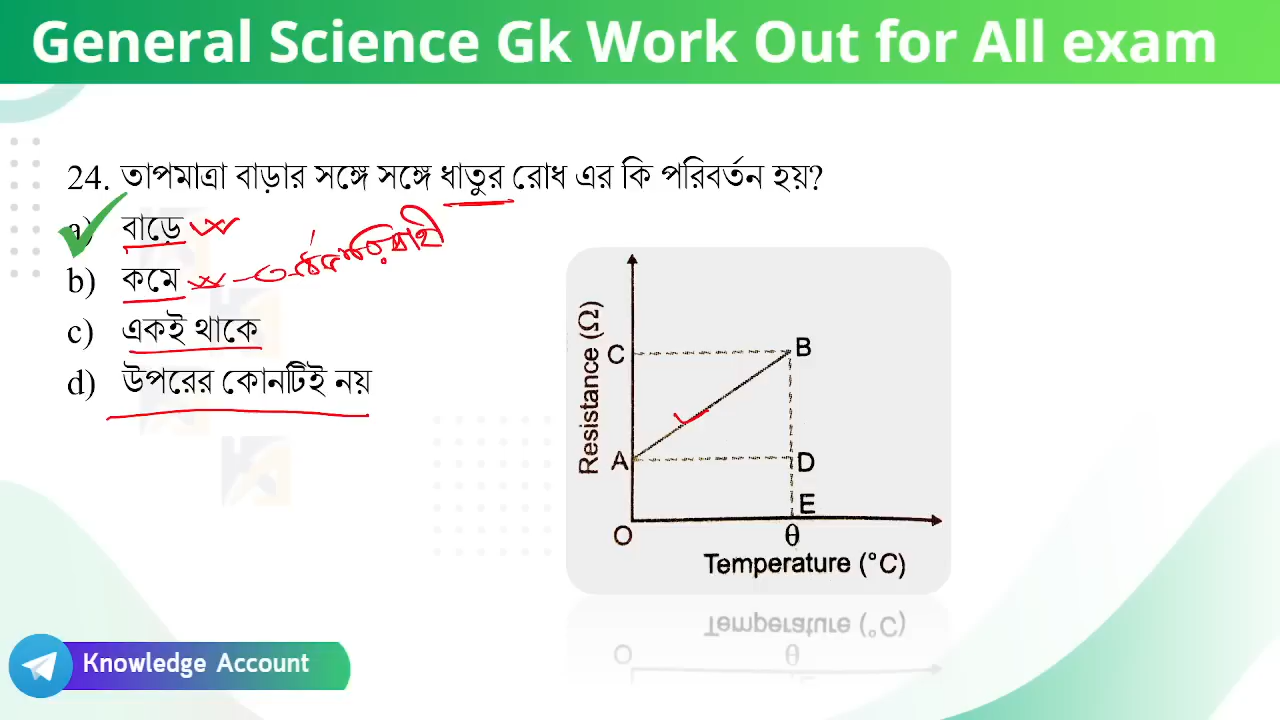 General Science Gk Work Out for All exam
24. তাপমাত্রা বাড়ার সঙ্গে সঙ্গে ধাতুর রোধ এর কি পরিবর্তন হয়?
a) বাড়ে
b) কমে
c) একই থাকে
d) উপরের কোনটিই নয়
Resistance (Ω)
C
B
A
D
E
O
θ
Temperature (°C)
Knowledge Account